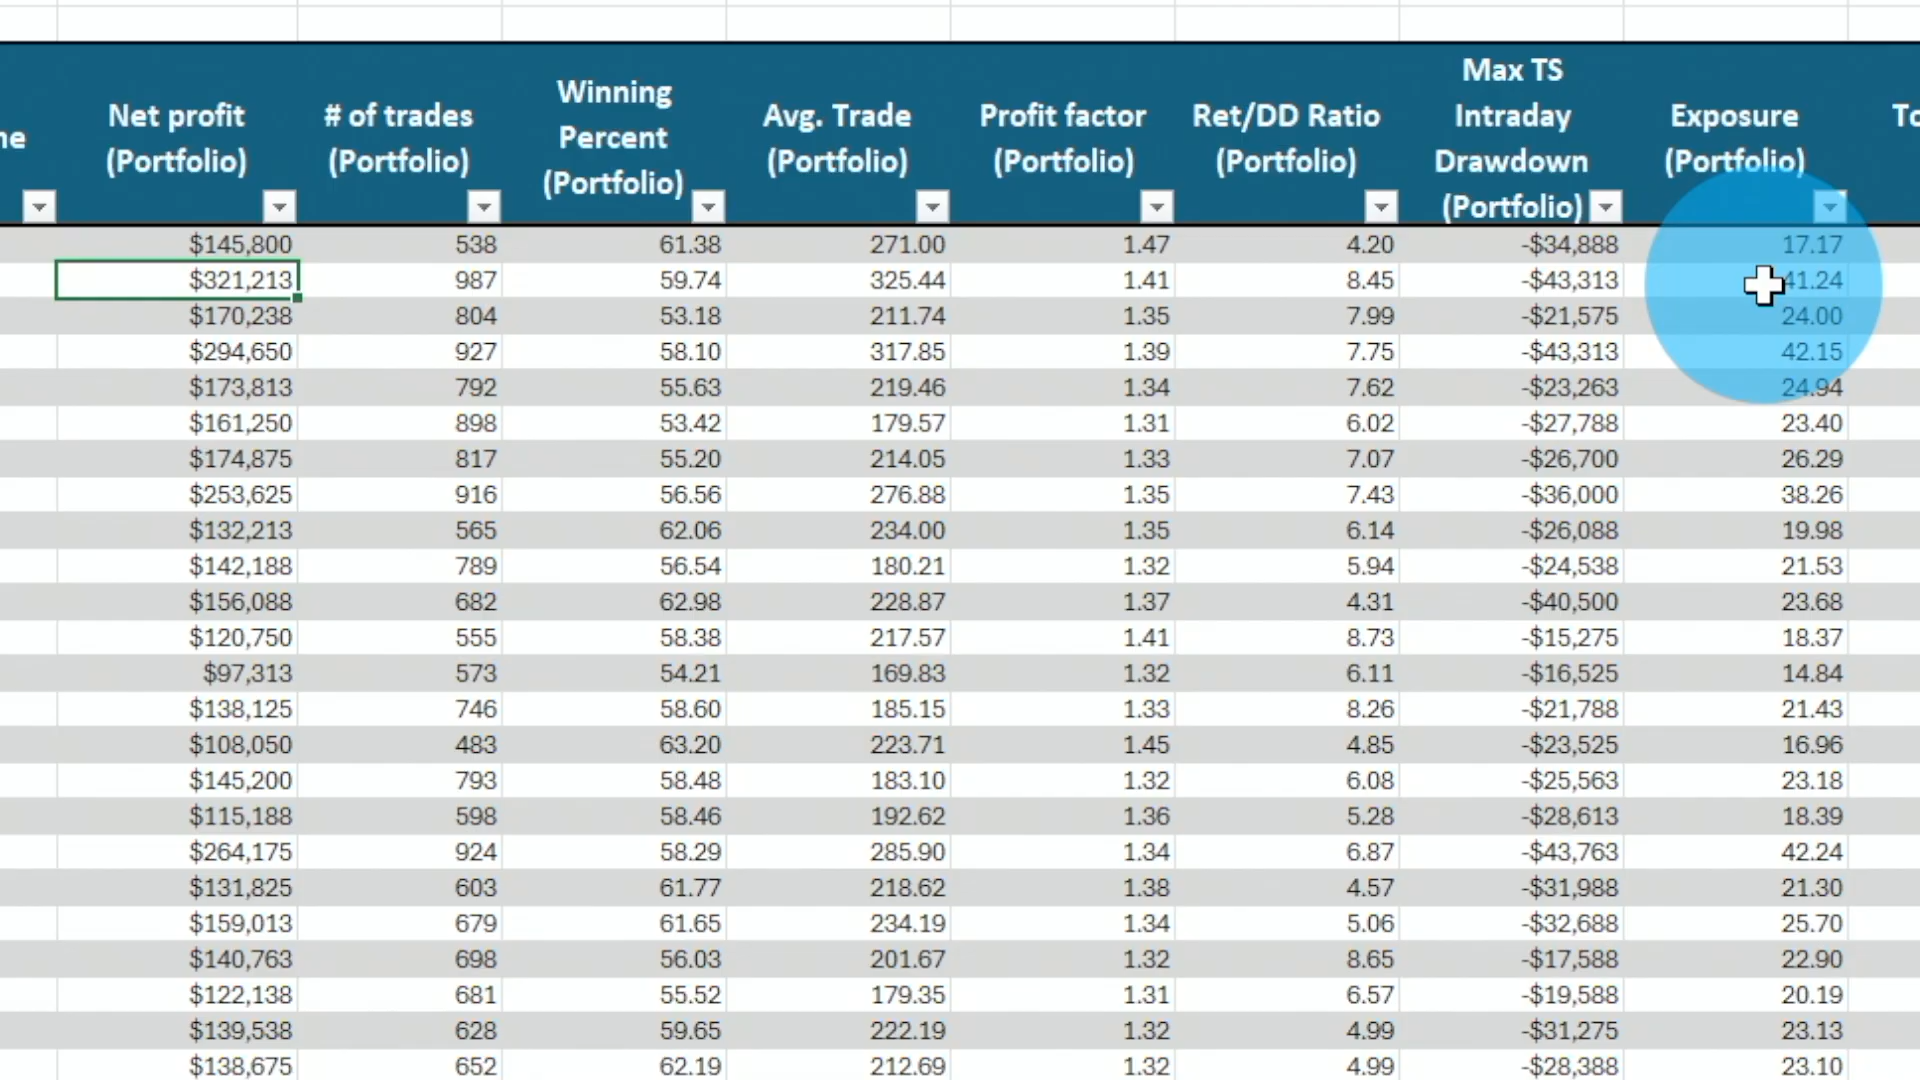 ne
Net profit (Portfolio)
# of trades (Portfolio)
Winning Percent (Portfolio)
Avg. Trade (Portfolio)
Profit factor (Portfolio)
Ret/DD Ratio (Portfolio)
Max TS Intraday Drawdown (Portfolio)
Exposure (Portfolio)
To
$145,800 538 61.38 271.00 1.47 4.20 -$34,888 17.17
$321,213 987 59.74 325.44 1.41 8.45 -$43,313 41.24
$170,238 804 53.18 211.74 1.35 7.99 -$21,575 24.00
$294,650 927 58.10 317.85 1.39 7.75 -$43,313 42.15
$173,813 792 55.63 219.46 1.34 7.62 -$23,263 24.94
$161,250 898 53.42 179.57 1.31 6.02 -$27,788 23.40
$174,875 817 55.20 214.05 1.33 7.07 -$26,700 26.29
$253,625 916 56.56 276.88 1.35 7.43 -$36,000 38.26
$132,213 565 62.06 234.00 1.35 6.14 -$26,088 19.98
$142,188 789 56.54 180.21 1.32 5.94 -$24,538 21.53
$156,088 682 62.98 228.87 1.37 4.31 -$40,500 23.68
$120,750 555 58.38 217.57 1.41 8.73 -$15,275 18.37
$97,313 573 54.21 169.83 1.32 6.11 -$16,525 14.84
$138,125 746 58.60 185.15 1.33 8.26 -$21,788 21.43
$108,050 483 63.20 223.71 1.45 4.85 -$23,525 16.96
$145,200 793 58.48 183.10 1.32 6.08 -$25,563 23.18
$115,188 598 58.46 192.62 1.36 5.28 -$28,613 18.39
$264,175 924 58.29 285.90 1.34 6.87 -$43,763 42.24
$131,825 603 61.77 218.62 1.38 4.57 -$31,988 21.30
$159,013 679 61.65 234.19 1.34 5.06 -$32,688 25.70
$140,763 698 56.03 201.67 1.32 8.65 -$17,588 22.90
$122,138 681 55.52 179.35 1.31 6.57 -$19,588 20.19
$139,538 628 59.65 222.19 1.32 4.99 -$31,275 23.13
$138,675 652 62.19 212.69 1.32 4.99 -$28,388 23.10